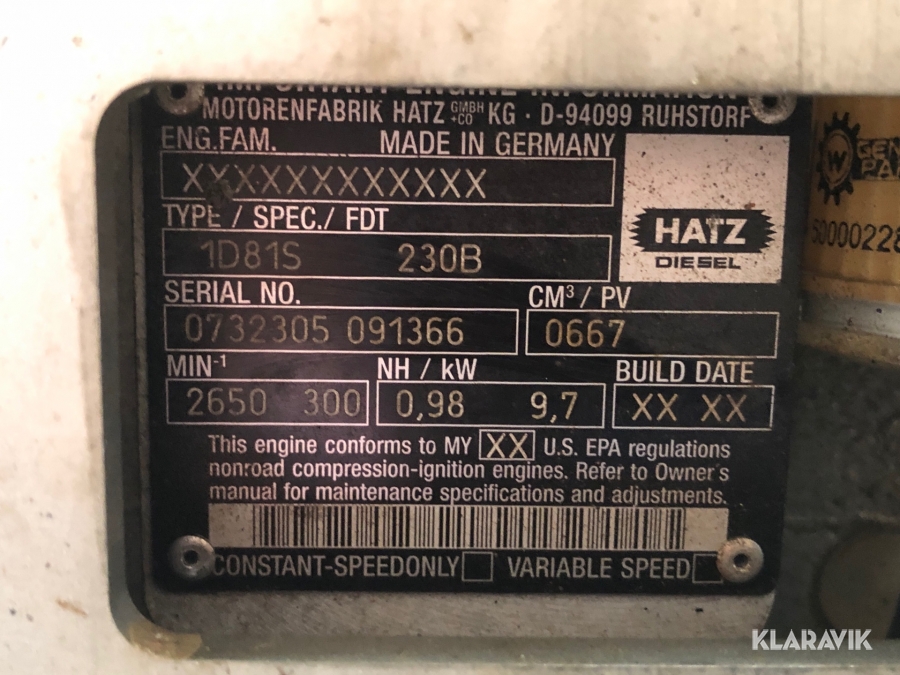 IMPORTANT ENGINE INFORMATION
MOTORENFABRIK HATZ GMBH +CO KG · D-94099 RUHSTORF
ENG.FAM. MADE IN GERMANY
XXXXXXXXXXXX
TYPE / SPEC./ FDT
1D81S 230B
HATZ
DIESEL
SERIAL NO. CM³ / PV
0732305 091366 0667
MIN-¹ NH / kW BUILD DATE
2650 300 0,98 9,7 XX XX
This engine conforms to MY XX U.S. EPA regulations
nonroad compression-ignition engines. Refer to Owner's
manual for maintenance specifications and adjustments.
CONSTANT-SPEEDONLY VARIABLE SPEED
W
KLARAVIK